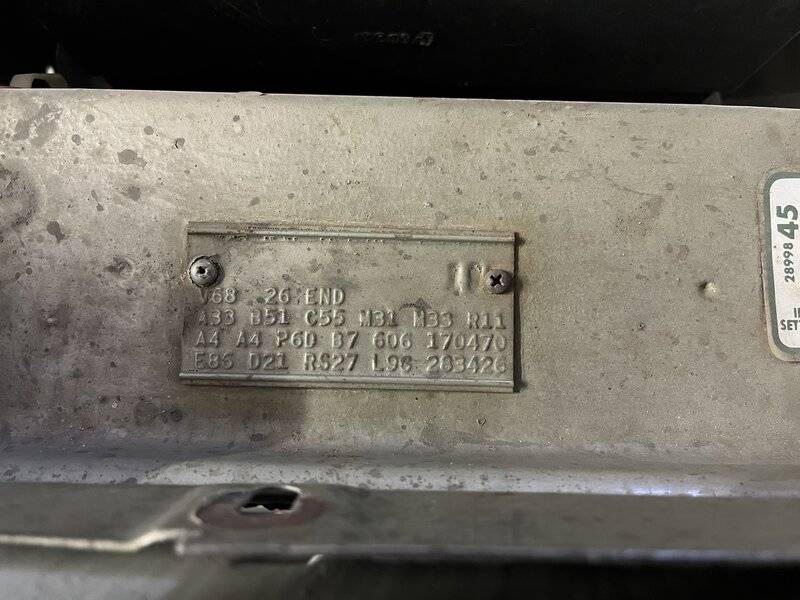 V68 26 END
A33 B51 C55 M31 M33 R11
A4 A4 P6D B7 606 170470
E86 D21 RS27 L96 283426
28998 45